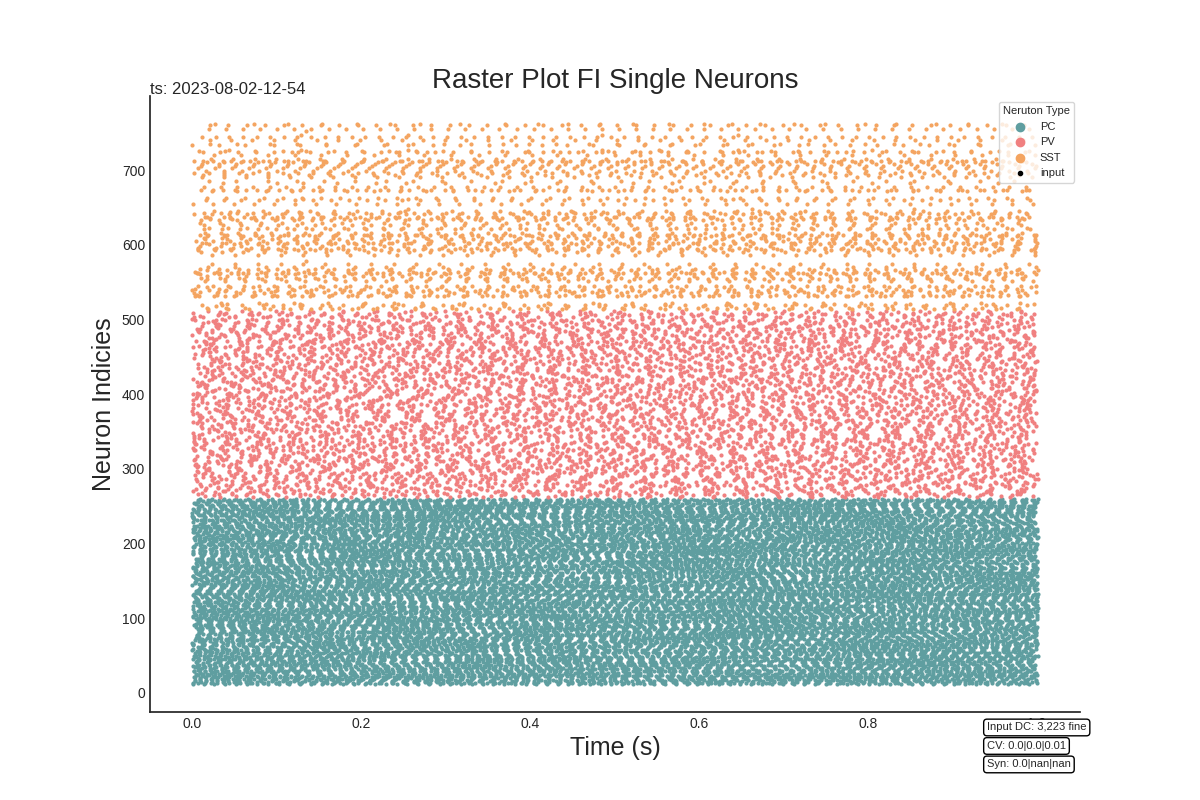 Raster Plot FI Single Neurons
ts: 2023-08-02-12-54
Neruton Type
PC
PV
SST
input
Neuron Indicies
700
600
500
400
300
200
100
0
0.0 0.2 0.4 0.6 0.8
Time (s)
Input DC: 3,223 fine
CV: 0.0|0.0|0.01
Syn: 0.0|nan|nan